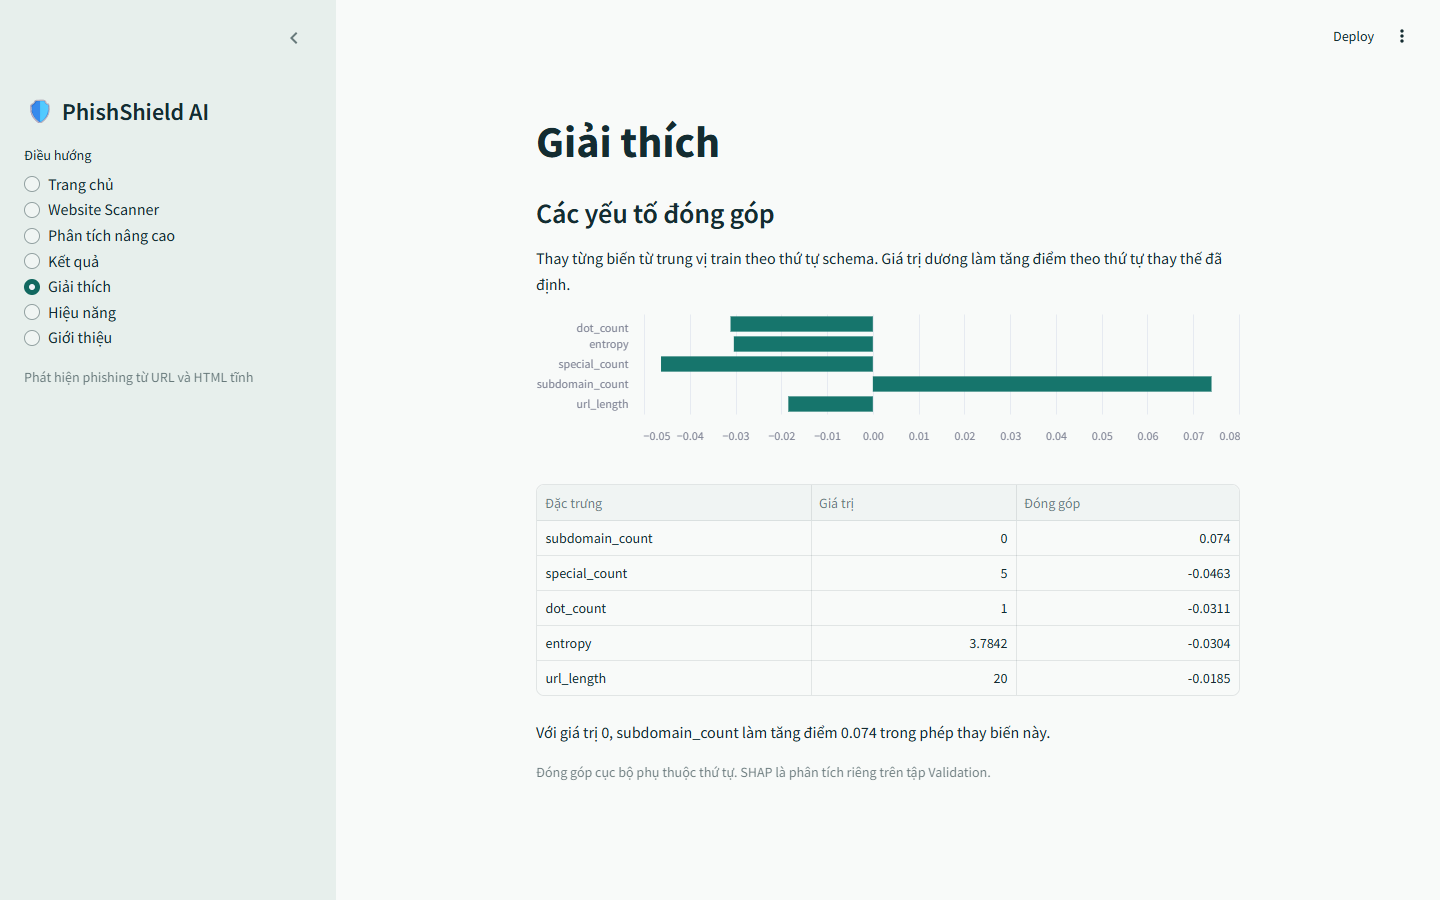 Deploy
PhishShield AI
Điều hướng
Trang chủ
Website Scanner
Phân tích nâng cao
Kết quả
Giải thích
Hiệu năng
Giới thiệu
Phát hiện phishing từ URL và HTML tĩnh
Giải thích
Các yếu tố đóng góp
Thay từng biến từ trung vị train theo thứ tự schema. Giá trị dương làm tăng điểm theo thứ tự thay thế đã
định.
dot_count
entropy
special_count
subdomain_count
url_length
−0.05 −0.04 −0.03 −0.02 −0.01 0.00 0.01 0.02 0.03 0.04 0.05 0.06 0.07 0.08
Đặc trưng Giá trị Đóng góp
subdomain_count 0 0.074
special_count 5 -0.0463
dot_count 1 -0.0311
entropy 3.7842 -0.0304
url_length 20 -0.0185
Với giá trị 0, subdomain_count làm tăng điểm 0.074 trong phép thay biến này.
Đóng góp cục bộ phụ thuộc thứ tự. SHAP là phân tích riêng trên tập Validation.